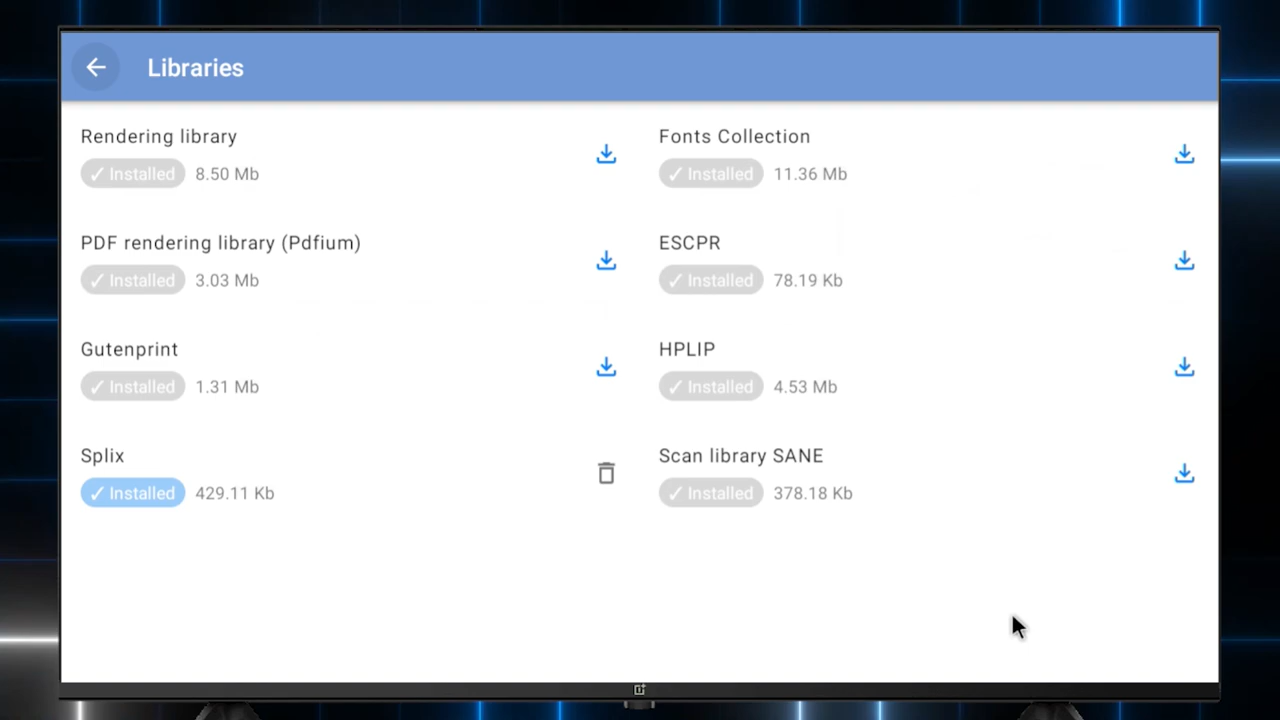 Libraries
Rendering library
✓ Installed 8.50 Mb
Fonts Collection
✓ Installed 11.36 Mb
PDF rendering library (Pdfium)
✓ Installed 3.03 Mb
ESCPR
✓ Installed 78.19 Kb
Gutenprint
✓ Installed 1.31 Mb
HPLIP
✓ Installed 4.53 Mb
Splix
✓ Installed 429.11 Kb
Scan library SANE
✓ Installed 378.18 Kb